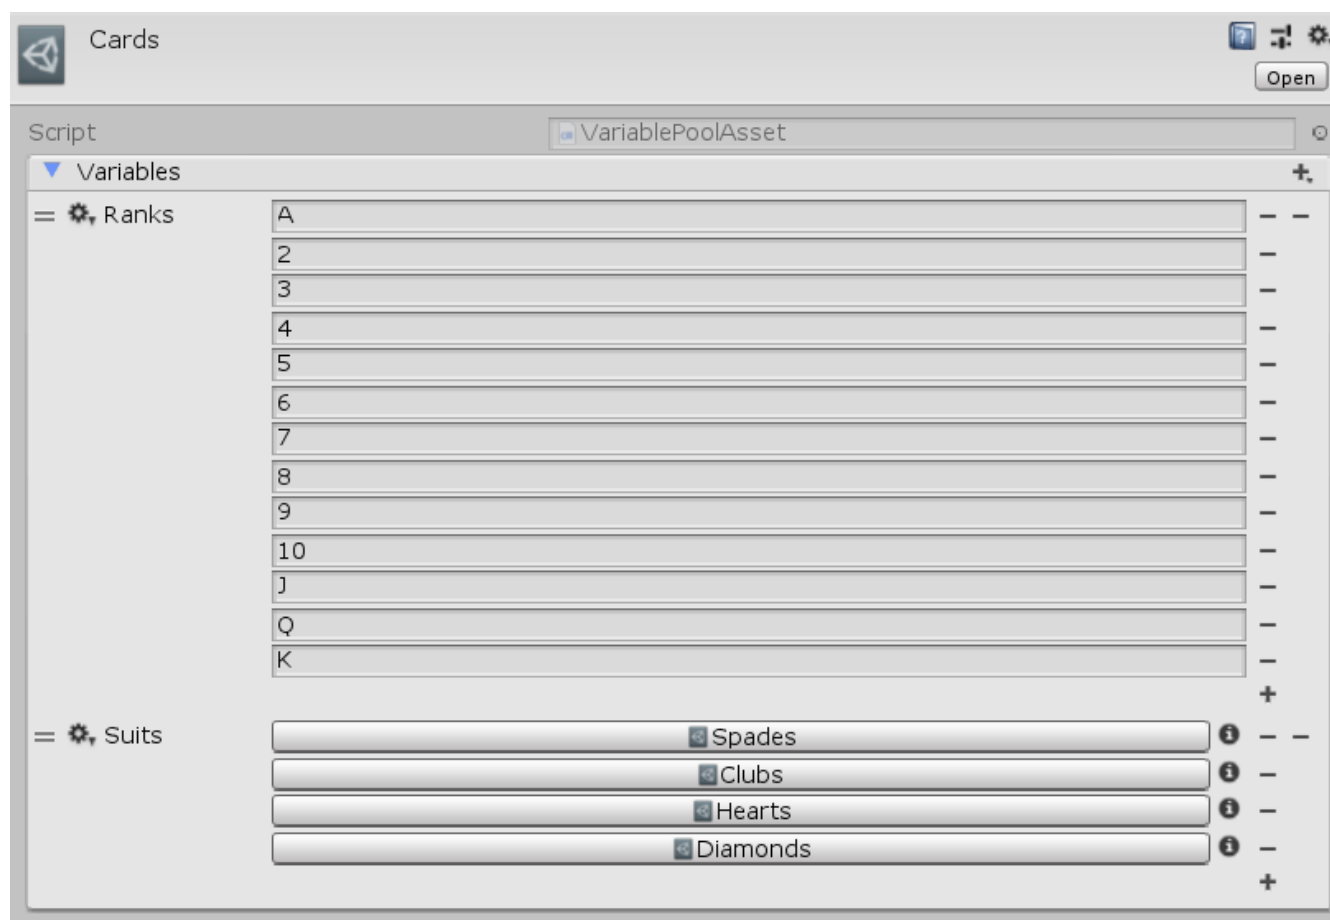 Cards
Open
Script VariablePoolAsset
Variables
Ranks A
2
3
4
5
6
7
8
9
10
J
Q
K
Suits Spades
Clubs
Hearts
Diamonds